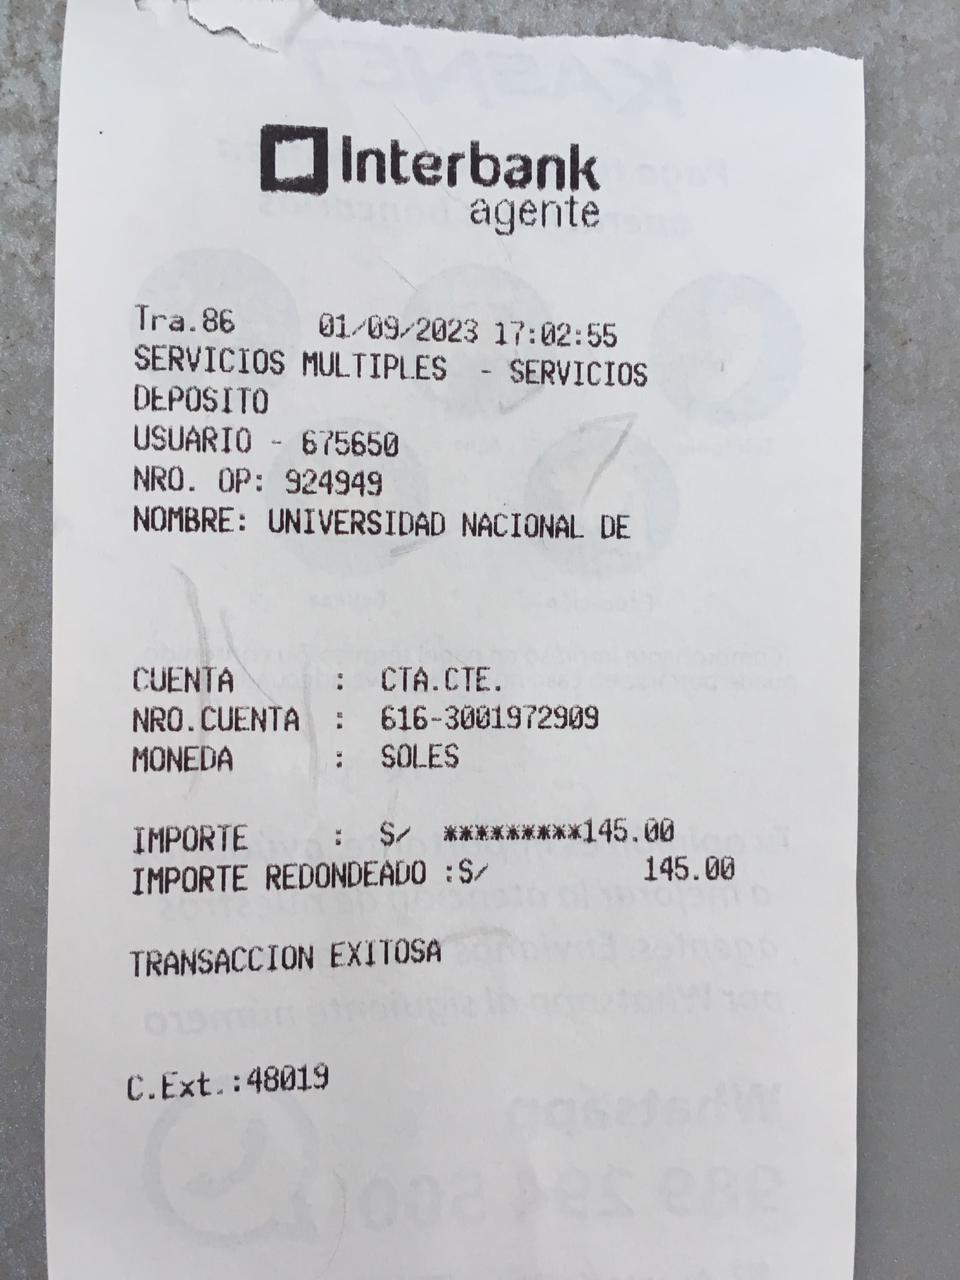 Interbank
agente
Tra.86 01/09/2023 17:02:55
SERVICIOS MULTIPLES - SERVICIOS
DEPOSITO
USUARIO - 675650
NRO. OP: 924949
NOMBRE: UNIVERSIDAD NACIONAL DE
CUENTA : CTA.CTE.
NRO.CUENTA : 616-3001972909
MONEDA : SOLES
IMPORTE : S/ *********145.00
IMPORTE REDONDEADO :S/ 145.00
TRANSACCION EXITOSA
C.Ext.:48019